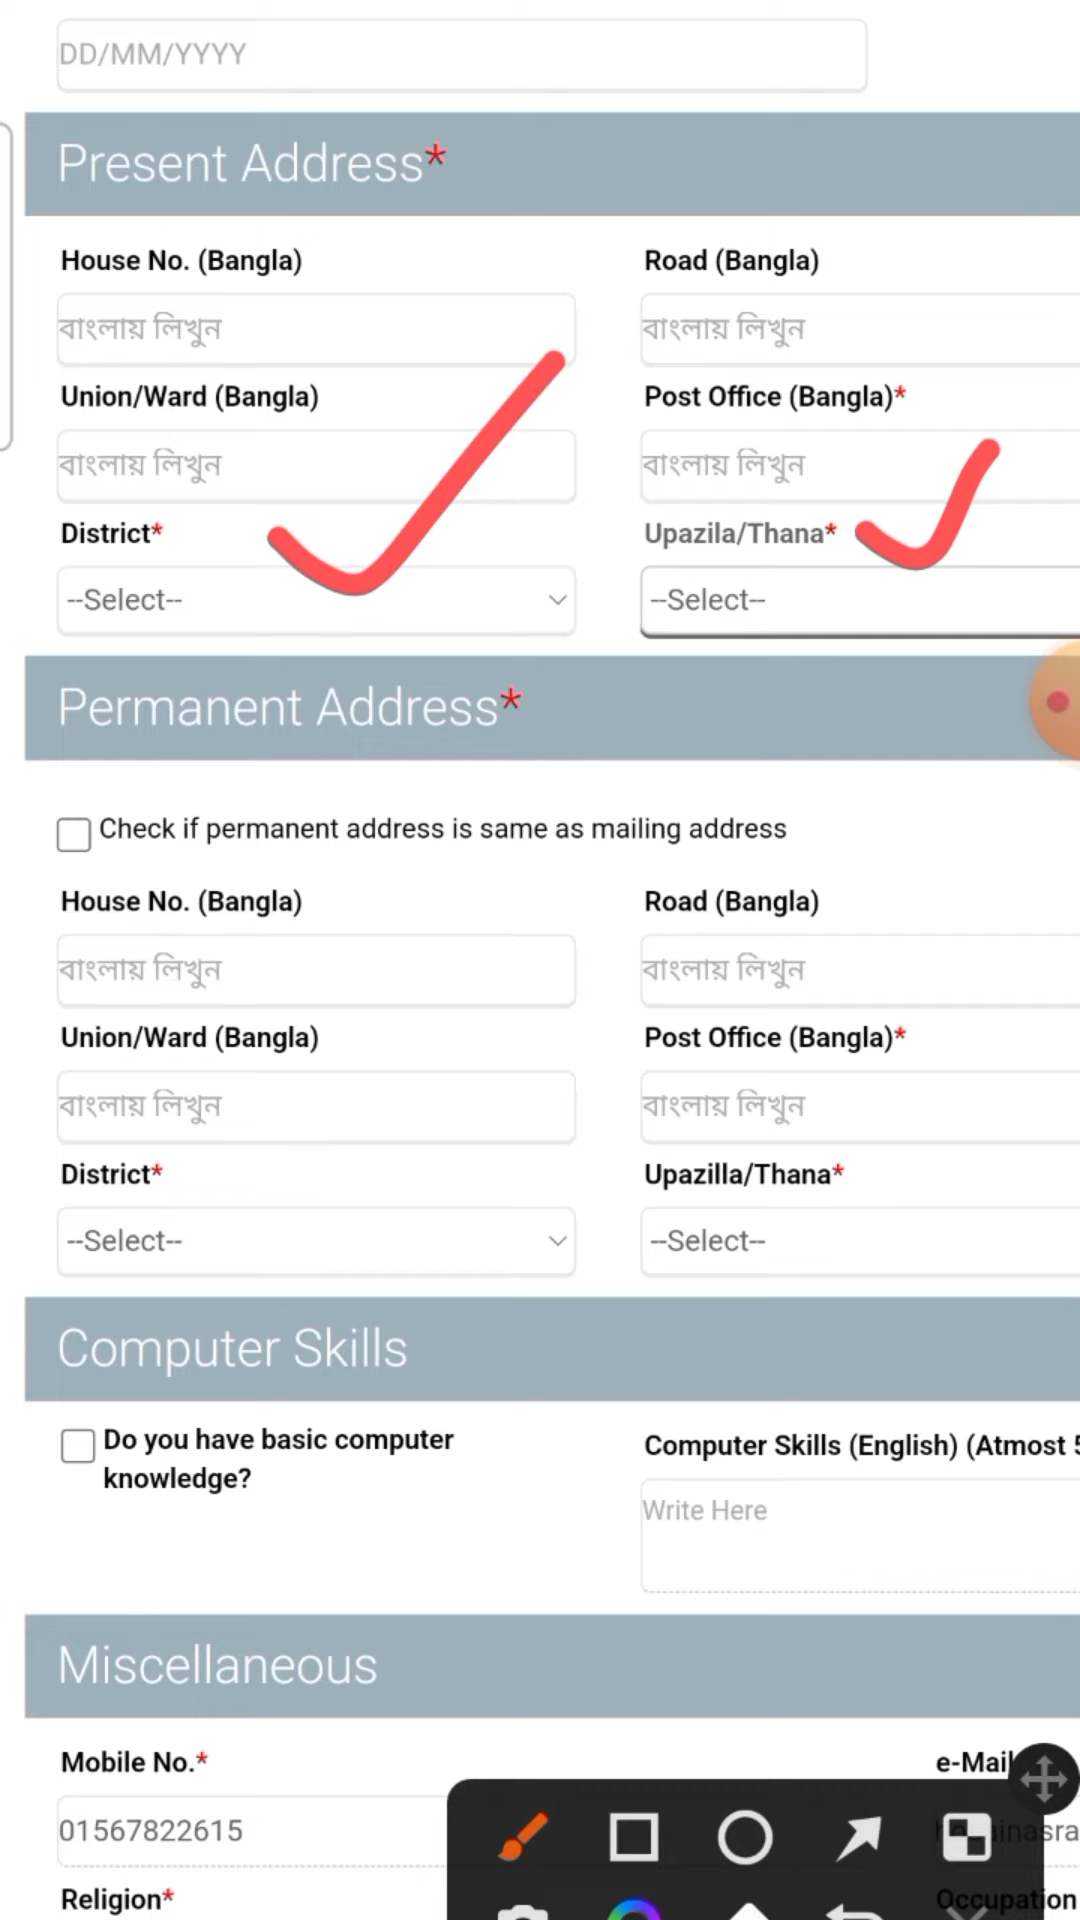 DD/MM/YYYY
Present Address*
House No. (Bangla)
Road (Bangla)
বাংলায় লিখুন
বাংলায় লিখুন
Union/Ward (Bangla)
Post Office (Bangla)*
বাংলায় লিখুন
বাংলায় লিখুন
District*
Upazila/Thana*
--Select--
--Select--
Permanent Address*
Check if permanent address is same as mailing address
House No. (Bangla)
Road (Bangla)
বাংলায় লিখুন
বাংলায় লিখুন
Union/Ward (Bangla)
Post Office (Bangla)*
বাংলায় লিখুন
বাংলায় লিখুন
District*
Upazilla/Thana*
--Select--
--Select--
Computer Skills
Do you have basic computer
knowledge?
Computer Skills (English) (Atmost 5
Write Here
Miscellaneous
Mobile No.*
e-Mail
01567822615
Religion*
Occupation